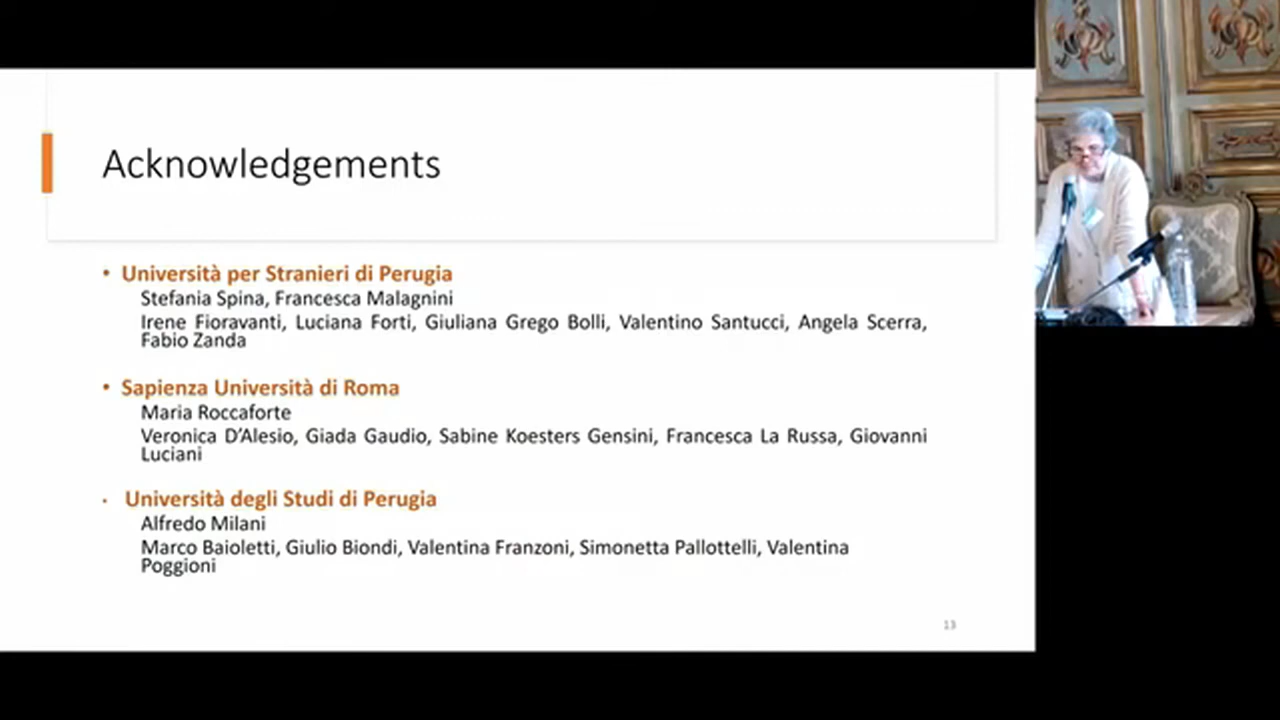 Acknowledgements
• Università per Stranieri di Perugia
Stefania Spina, Francesca Malagnini
Irene Fioravanti, Luciana Forti, Giuliana Grego Bolli, Valentino Santucci, Angela Scerra,
Fabio Zanda
• Sapienza Università di Roma
Maria Roccaforte
Veronica D’Alesio, Giada Gaudio, Sabine Koesters Gensini, Francesca La Russa, Giovanni
Luciani
• Università degli Studi di Perugia
Alfredo Milani
Marco Baioletti, Giulio Biondi, Valentina Franzoni, Simonetta Pallottelli, Valentina
Poggioni
13